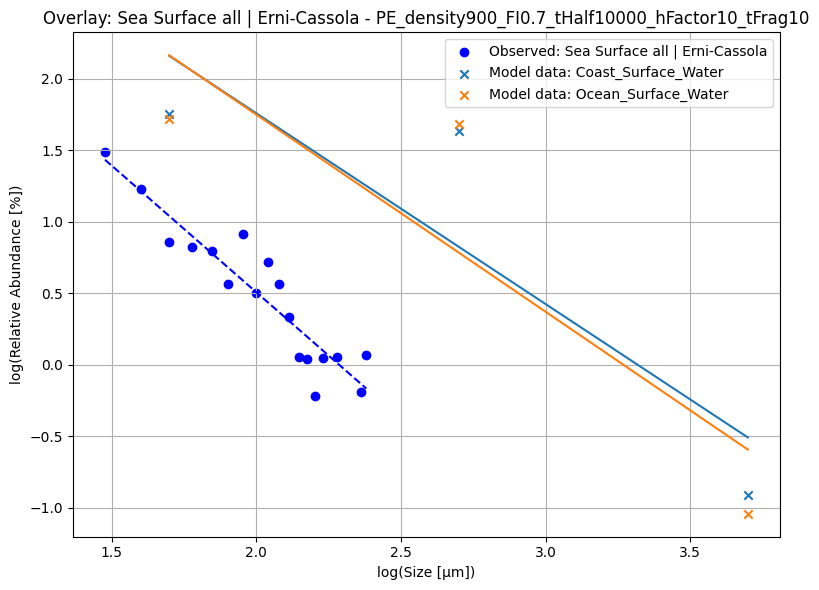 Overlay: Sea Surface all | Erni-Cassola - PE_density900_FI0.7_tHalf10000_hFactor10_tFrag10
Observed: Sea Surface all | Erni-Cassola
Model data: Coast_Surface_Water
Model data: Ocean_Surface_Water
log(Relative Abundance [%])
2.0
1.5
1.0
0.5
0.0
−0.5
−1.0
1.5 2.0 2.5 3.0 3.5
log(Size [μm])